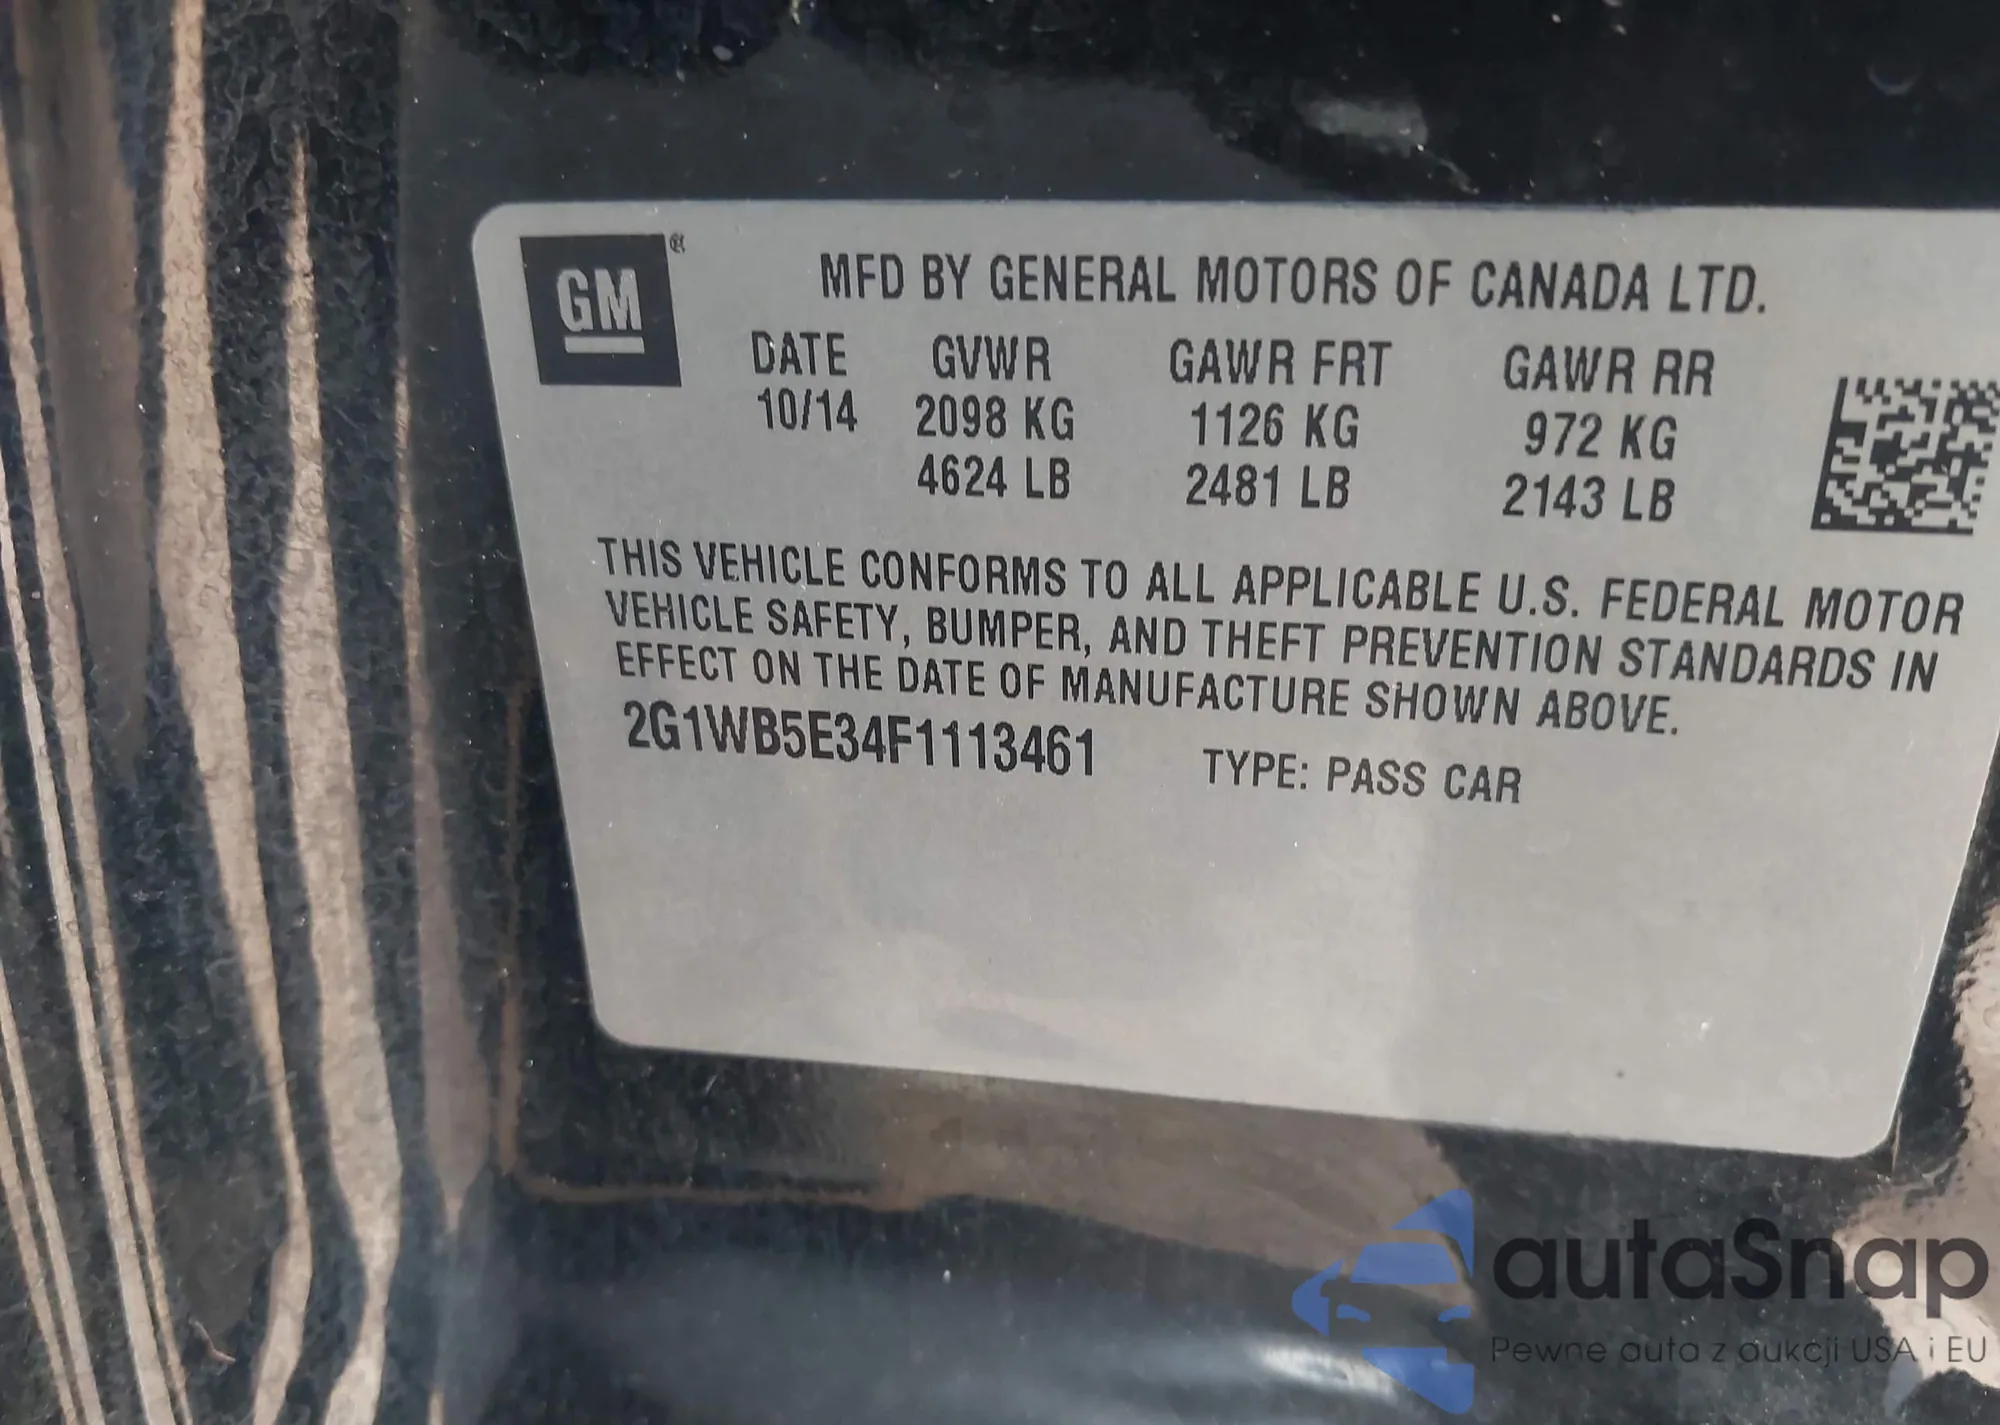 GM ®
MFD BY GENERAL MOTORS OF CANADA LTD.
DATE GVWR GAWR FRT GAWR RR
10/14 2098 KG 1126 KG 972 KG
4624 LB 2481 LB 2143 LB
THIS VEHICLE CONFORMS TO ALL APPLICABLE U.S. FEDERAL MOTOR
VEHICLE SAFETY, BUMPER, AND THEFT PREVENTION STANDARDS IN
EFFECT ON THE DATE OF MANUFACTURE SHOWN ABOVE.
2G1WB5E34F1113461 TYPE: PASS CAR
autaSnap
Pewne auta z aukcji USA i EU